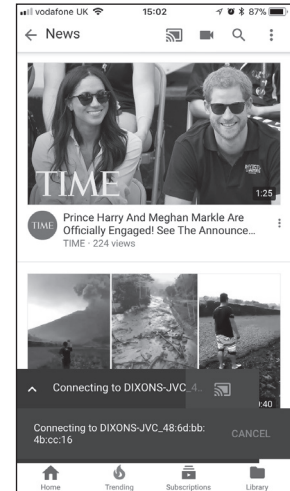 vodafone UK 15:02 87%
News
TIME
1:25
TIME
Prince Harry And Meghan Markle Are
Officially Engaged! See The Announce...
TIME · 224 views
:40
Connecting to DIXONS-JVC_4..
Connecting to DIXONS-JVC_48:6d:bb:
4b:cc:16
CANCEL
Home Trending Subscriptions Library